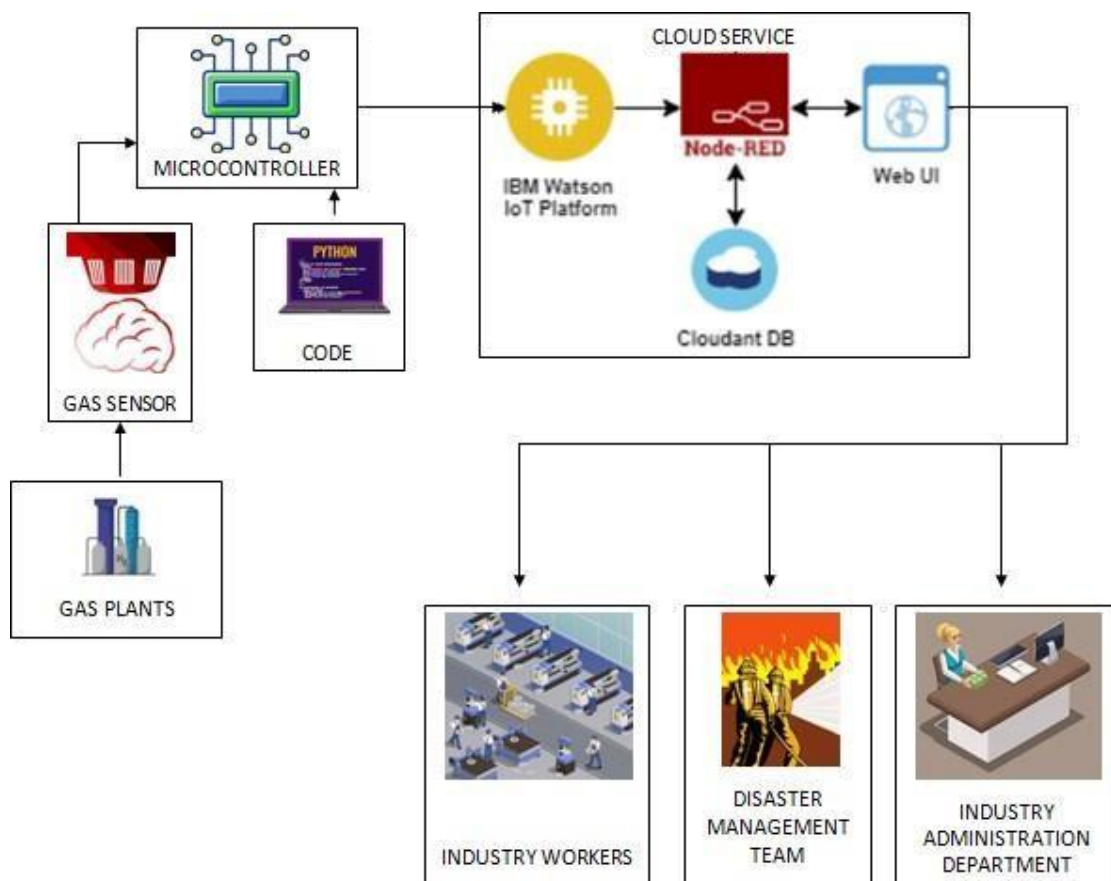 CLOUD SERVICE
MICROCONTROLLER
Node-RED
IBM Watson
IoT Platform
Web UI
PYTHON
CODE
Cloudant DB
GAS SENSOR
GAS PLANTS
INDUSTRY WORKERS
DISASTER
MANAGEMENT
TEAM
INDUSTRY
ADMINISTRATION
DEPARTMENT